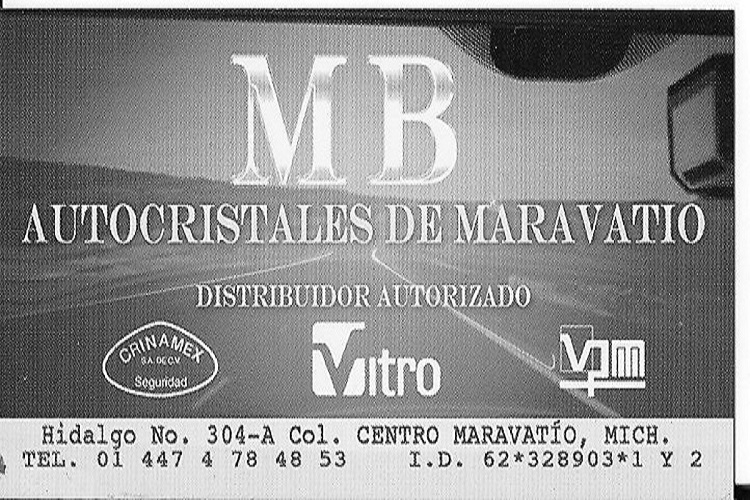 MB
AUTOCRISTALES DE MARAVATIO
DISTRIBUIDOR AUTORIZADO
CRINAMEX
S.A. DE C.V.
Seguridad
Vitro
vpm
Hidalgo No. 304-A Col. CENTRO MARAVATÍO, MICH.
TEL. 01 447 4 78 48 53 I.D. 62*328903*1 Y 2